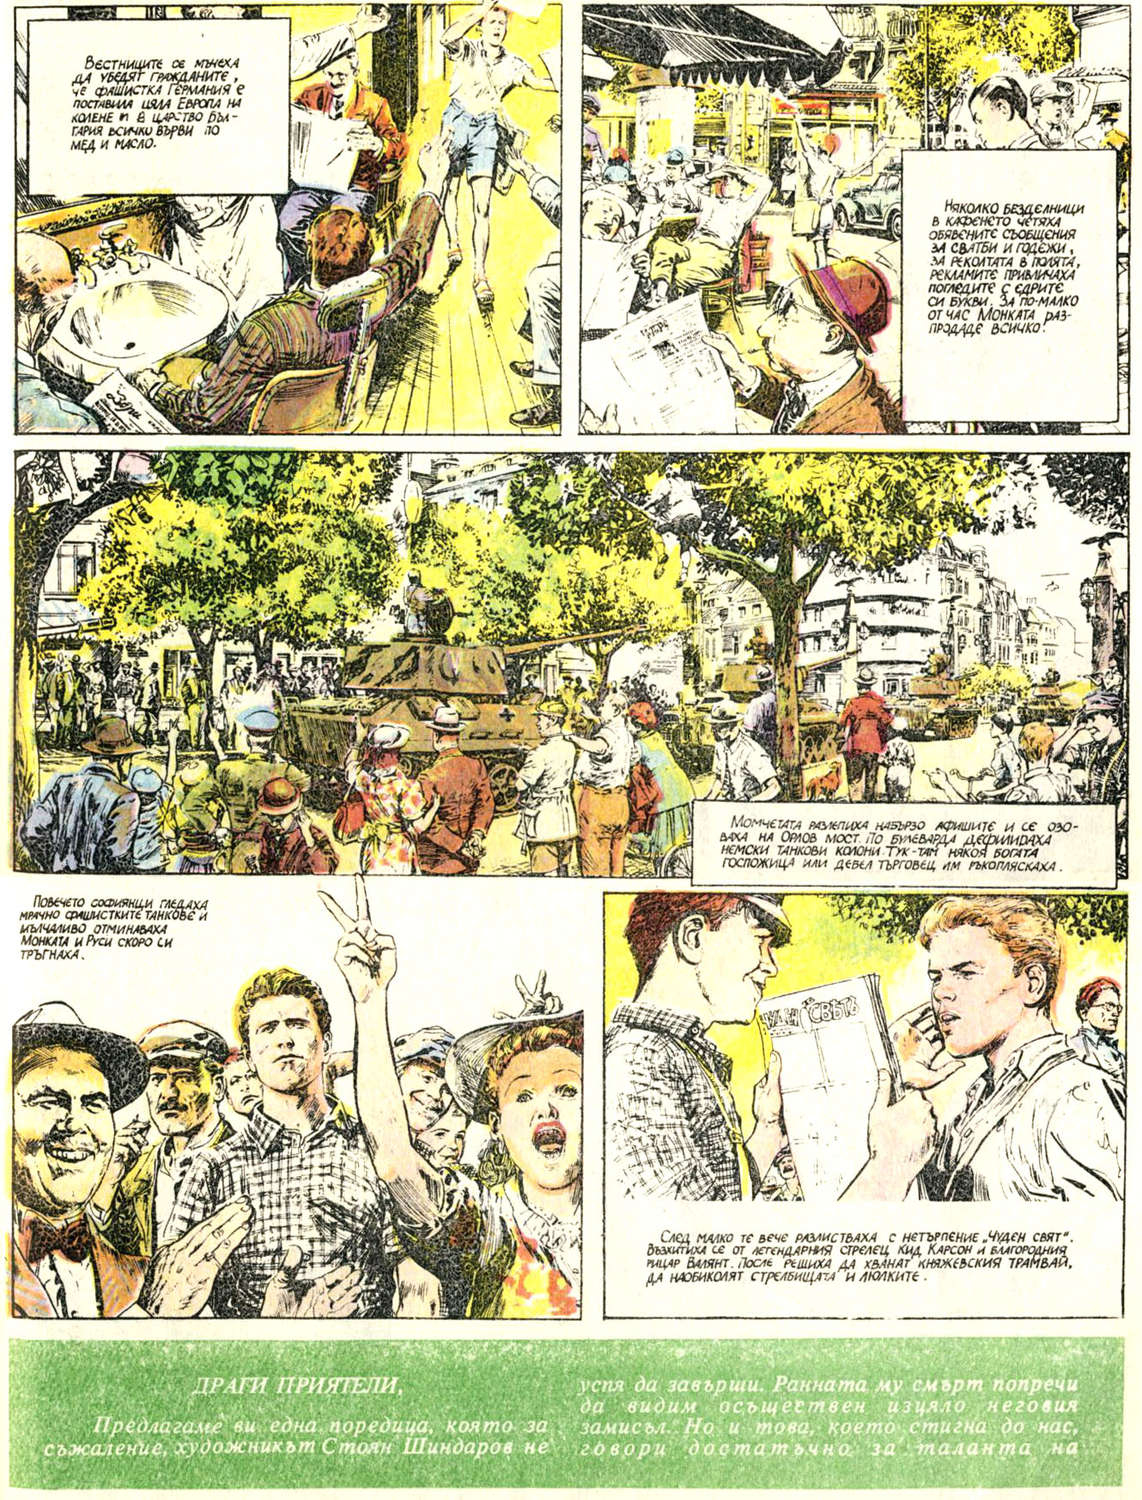 Вестниците се мъчеха
да убедят гражданите,
че фашистка Германия е
поставила цяла Европа на
колене и в царство Бъл-
гария всичко върви по
мед и масло.
Зора
Няколко безделници
в кафенето четяха
обявените съобщения
за сватби и годежи,
за реколтата в полята,
рекламите привличаха
погледите с едрите
си букви. За по-малко
от час Монката раз-
продаде всичко!
Момчетата разлепиха набързо афишите и се озо-
ваха на Орлов мост. По булеварда дефилираха
немски танкови колони. Тук-там някоя богата
госпожица или дебел търговец им ръкопляскаха.
Повечето софиянци гледаха
мрачно фашистките танкове и
мълчаливо отминаваха
Монката и Руси скоро си
тръгнаха.
СВѢТЪ
След малко те вече разлистваха с нетърпение „Чуден свят“.
Възхитиха се от легендарния стрелец Кид Карсон и благородния
рицар Валянт. После решиха да хванат княжевския трамвай,
да наобиколят стрелбищата и люлките.
ДРАГИ ПРИЯТЕЛИ,
Предлагаме ви една поредица, която за
съжаление, художникът Стоян Шиндаров не
успя да завърши. Ранната му смърт попречи
да видим осъществен изцяло неговия
замисъл. Но и това, което стигна до нас,
говори достатъчно за таланта на